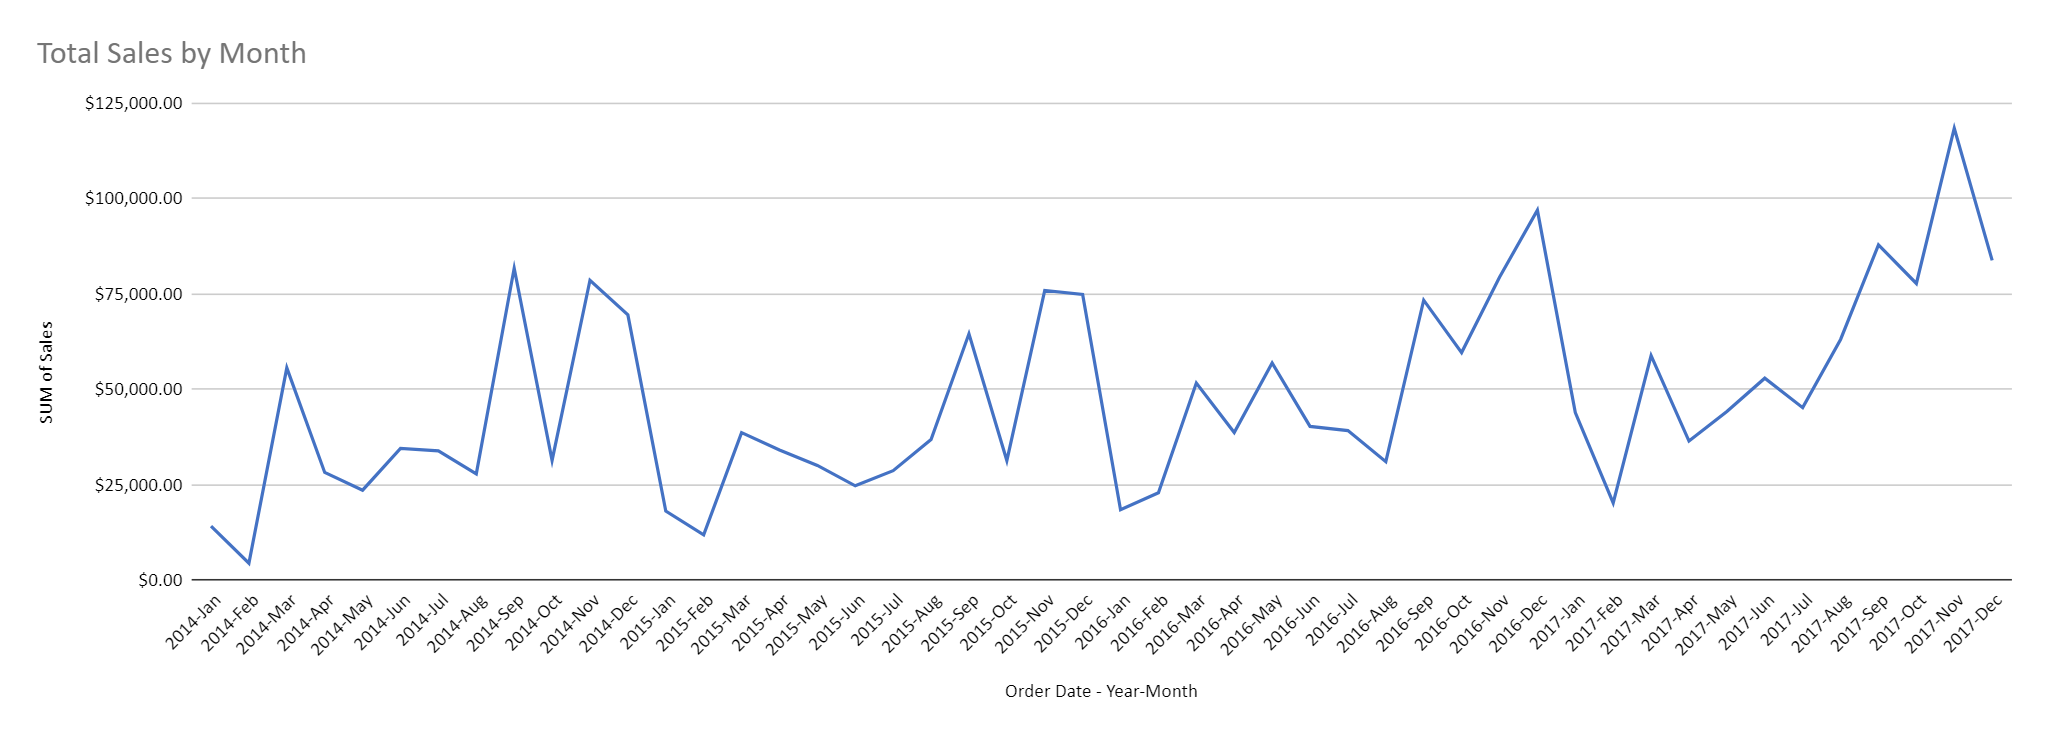 Total Sales by Month
$125,000.00
$100,000.00
$75,000.00
$50,000.00
$25,000.00
$0.00
SUM of Sales
2014-Jan
2014-Feb
2014-Mar
2014-Apr
2014-May
2014-Jun
2014-Jul
2014-Aug
2014-Sep
2014-Oct
2014-Nov
2014-Dec
2015-Jan
2015-Feb
2015-Mar
2015-Apr
2015-May
2015-Jun
2015-Jul
2015-Aug
2015-Sep
2015-Oct
2015-Nov
2015-Dec
2016-Jan
2016-Feb
2016-Mar
2016-Apr
2016-May
2016-Jun
2016-Jul
2016-Aug
2016-Sep
2016-Oct
2016-Nov
2016-Dec
2017-Jan
2017-Feb
2017-Mar
2017-Apr
2017-May
2017-Jun
2017-Jul
2017-Aug
2017-Sep
2017-Oct
2017-Nov
2017-Dec
Order Date - Year-Month